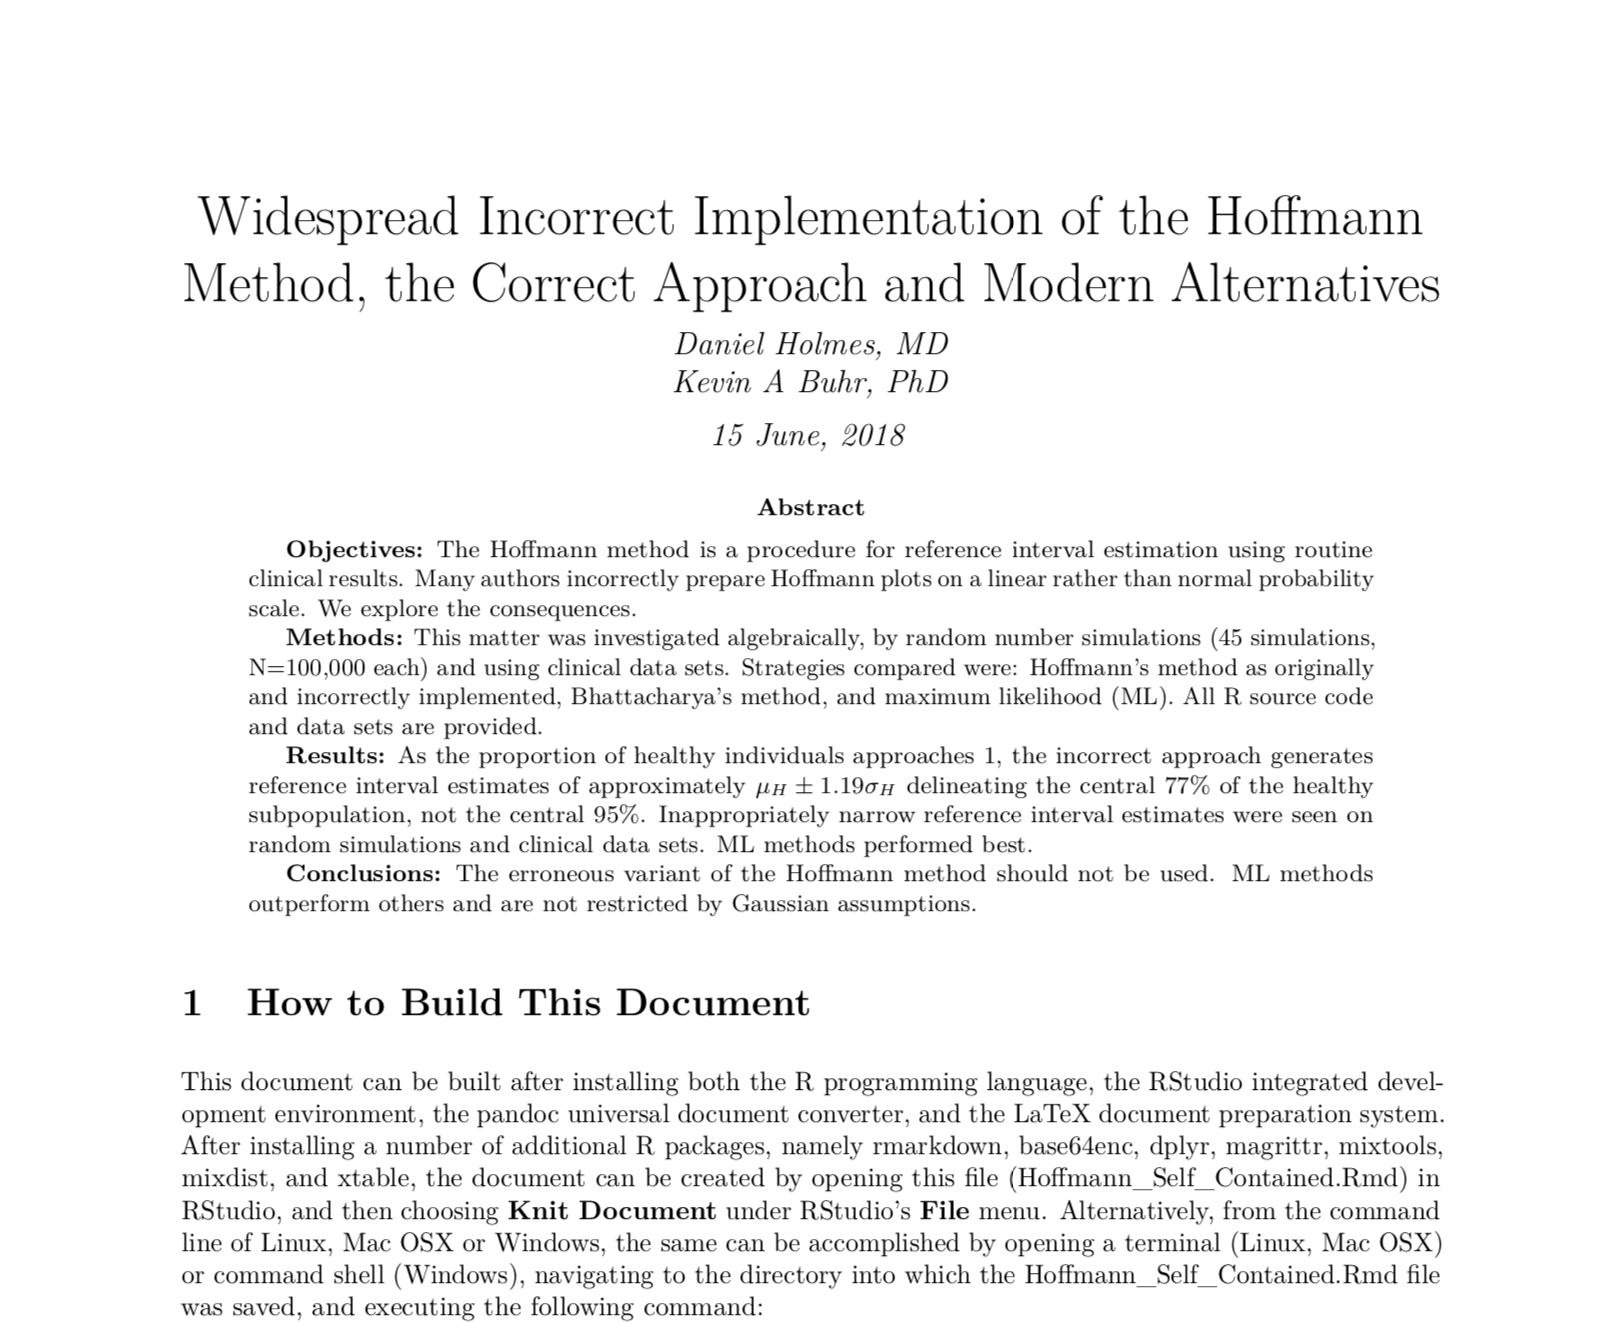 Widespread Incorrect Implementation of the Hoffmann
Method, the Correct Approach and Modern Alternatives
Daniel Holmes, MD
Kevin A Buhr, PhD
15 June, 2018
Abstract
Objectives: The Hoffmann method is a procedure for reference interval estimation using routine
clinical results. Many authors incorrectly prepare Hoffmann plots on a linear rather than normal probability
scale. We explore the consequences.
Methods: This matter was investigated algebraically, by random number simulations (45 simulations,
N=100,000 each) and using clinical data sets. Strategies compared were: Hoffmann's method as originally
and incorrectly implemented, Bhattacharya's method, and maximum likelihood (ML). All R source code
and data sets are provided.
Results: As the proportion of healthy individuals approaches 1, the incorrect approach generates
reference interval estimates of approximately μH ± 1.19σH delineating the central 77% of the healthy
subpopulation, not the central 95%. Inappropriately narrow reference interval estimates were seen on
random simulations and clinical data sets. ML methods performed best.
Conclusions: The erroneous variant of the Hoffmann method should not be used. ML methods
outperform others and are not restricted by Gaussian assumptions.
1 How to Build This Document
This document can be built after installing both the R programming language, the RStudio integrated devel-
opment environment, the pandoc universal document converter, and the LaTeX document preparation system.
After installing a number of additional R packages, namely rmarkdown, base64enc, dplyr, magrittr, mixtools,
mixdist, and xtable, the document can be created by opening this file (Hoffmann_Self_Contained.Rmd) in
RStudio, and then choosing Knit Document under RStudio's File menu. Alternatively, from the command
line of Linux, Mac OSX or Windows, the same can be accomplished by opening a terminal (Linux, Mac OSX)
or command shell (Windows), navigating to the directory into which the Hoffmann_Self_Contained.Rmd file
was saved, and executing the following command: